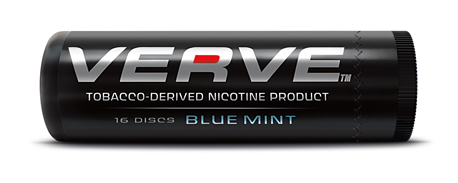 VERVE™
TOBACCO-DERIVED NICOTINE PRODUCT
16 DISCS BLUE MINT